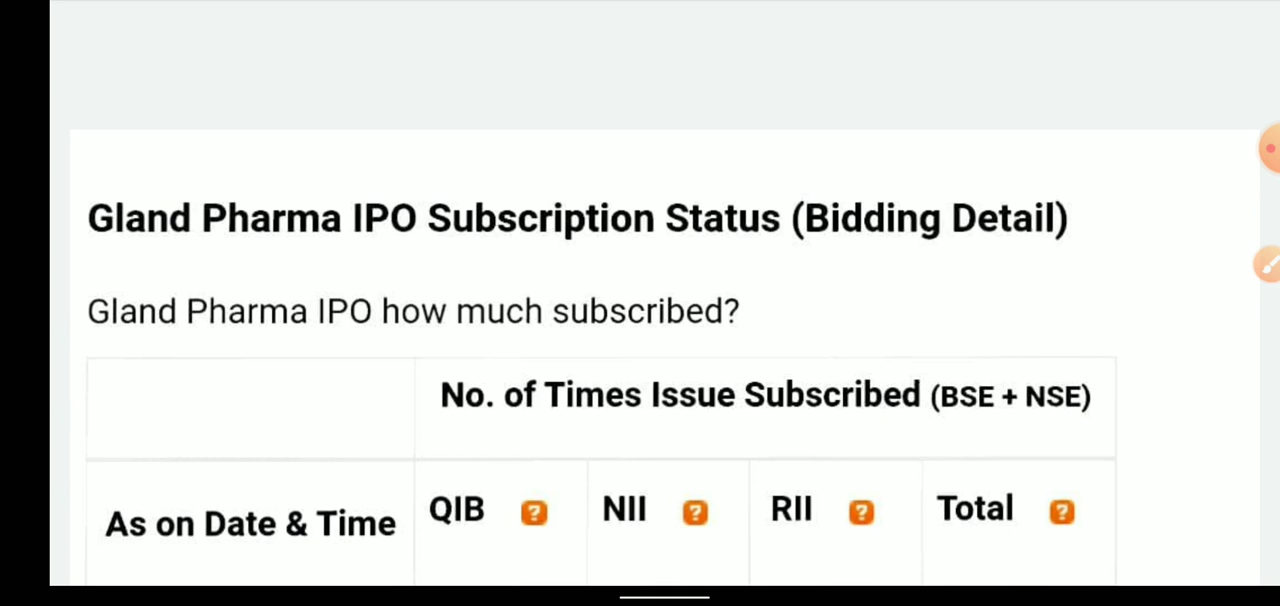 Gland Pharma IPO Subscription Status (Bidding Detail)
Gland Pharma IPO how much subscribed?
No. of Times Issue Subscribed (BSE + NSE)
As on Date & Time QIB ? NII ? RII ? Total ?